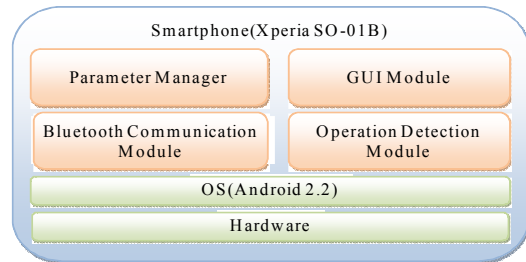 Smartphone(Xperia SO-01B)
Parameter Manager
GUI Module
Bluetooth Communication
Module
Operation Detection
Module
OS(Android 2.2)
Hardware